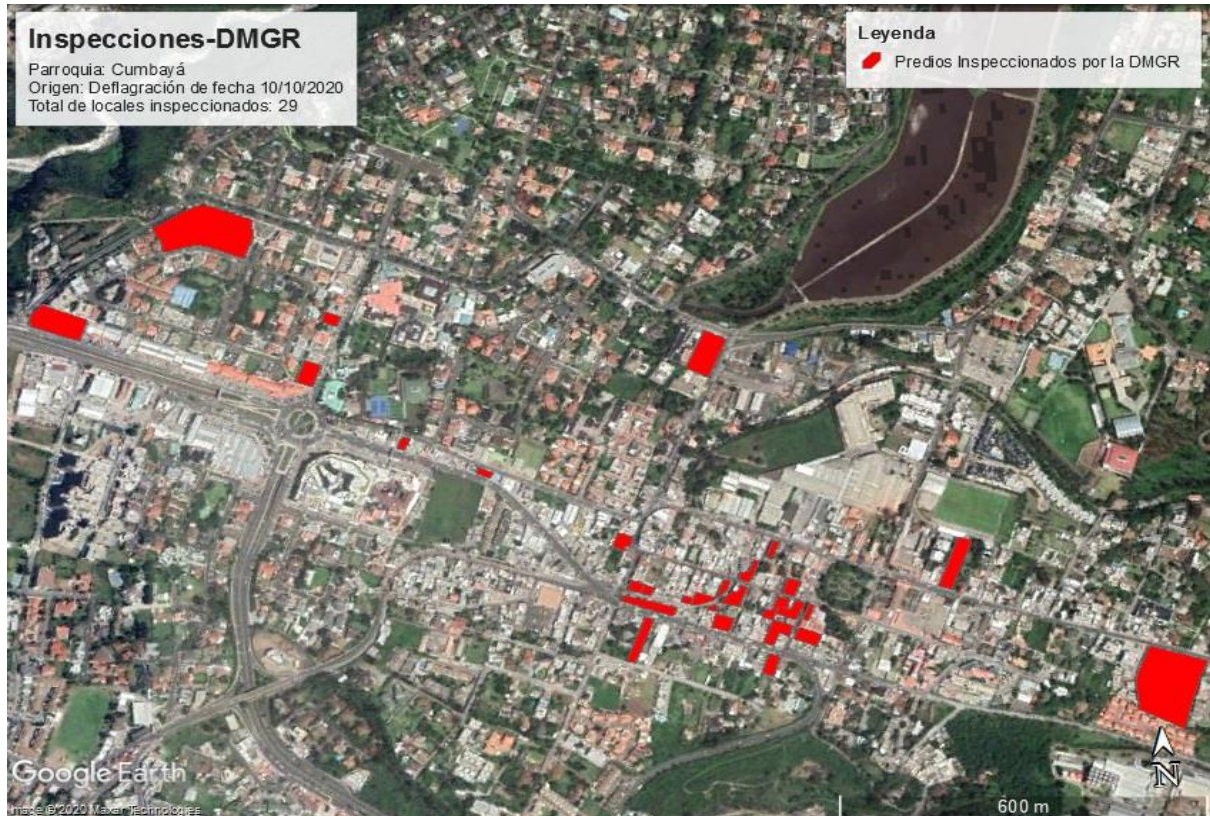 Inspecciones-DMGR
Parroquia: Cumbayá
Origen: Deflagración de fecha 10/10/2020
Total de locales inspeccionados: 29
Leyenda
Predios Inspeccionados por la DMGR
Google Earth
Image © 2020 Maxar Technologies
N
600 m